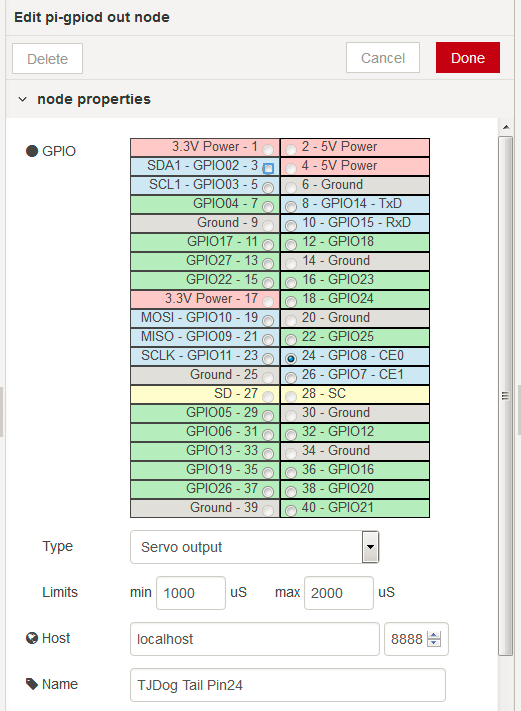 Edit pi-gpiod out node
Delete Cancel Done
node properties
GPIO
3.3V Power - 1 2 - 5V Power
SDA1 - GPIO02 - 3 4 - 5V Power
SCL1 - GPIO03 - 5 6 - Ground
GPIO04 - 7 8 - GPIO14 - TxD
Ground - 9 10 - GPIO15 - RxD
GPIO17 - 11 12 - GPIO18
GPIO27 - 13 14 - Ground
GPIO22 - 15 16 - GPIO23
3.3V Power - 17 18 - GPIO24
MOSI - GPIO10 - 19 20 - Ground
MISO - GPIO09 - 21 22 - GPIO25
SCLK - GPIO11 - 23 24 - GPIO8 - CE0
Ground - 25 26 - GPIO7 - CE1
SD - 27 28 - SC
GPIO05 - 29 30 - Ground
GPIO06 - 31 32 - GPIO12
GPIO13 - 33 34 - Ground
GPIO19 - 35 36 - GPIO16
GPIO26 - 37 38 - GPIO20
Ground - 39 40 - GPIO21
Type Servo output
Limits min 1000 uS max 2000 uS
Host localhost 8888
Name TJDog Tail Pin24